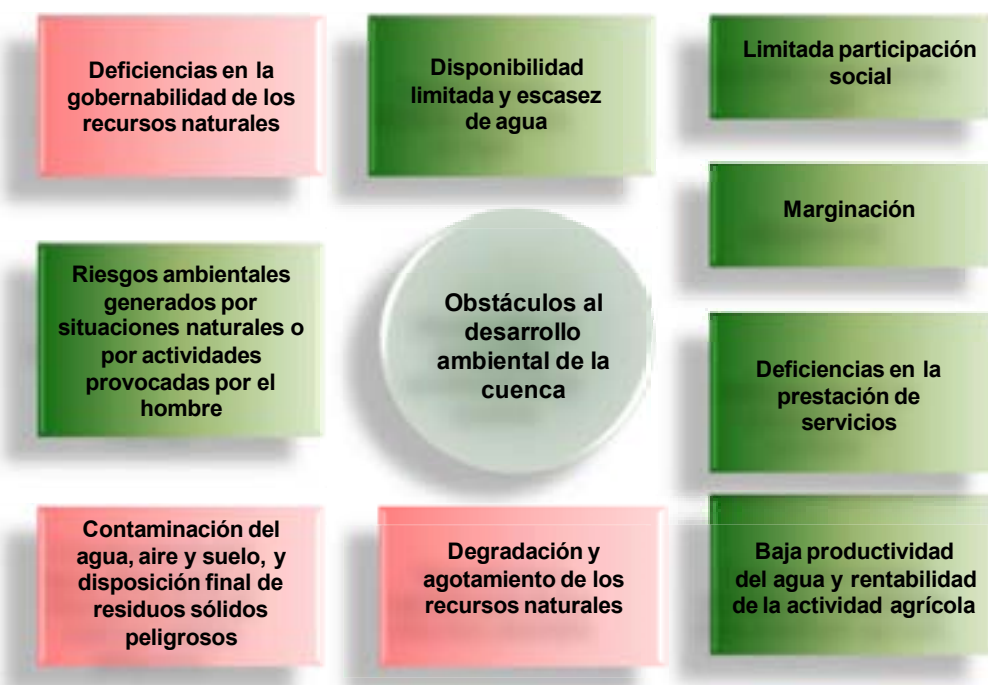 Deficiencias en la
gobernabilidad de los
recursos naturales
Disponibilidad
limitada y escasez
de agua
Limitada participación
social
Marginación
Riesgos ambientales
generados por
situaciones naturales o
por actividades
provocadas por el
hombre
Obstáculos al
desarrollo
ambiental de la
cuenca
Deficiencias en la
prestación de
servicios
Contaminación del
agua, aire y suelo, y
disposición final de
residuos sólidos
peligrosos
Degradación y
agotamiento de los
recursos naturales
Baja productividad
del agua y rentabilidad
de la actividad agrícola